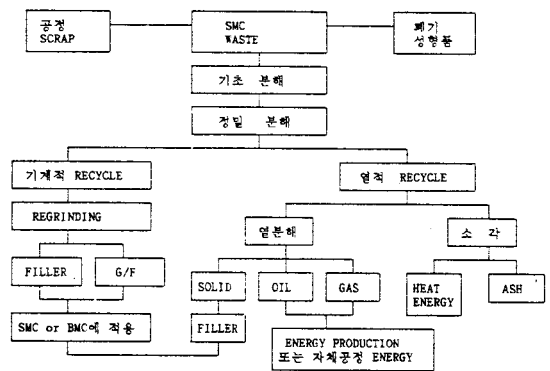 공정
SCRAP
SMC
WASTE
폐기
성형품
기초 분해
정밀 분해
기계적 RECYCLE
열적 RECYCLE
REGRINDING
열분해
소 각
FILLER
G/F
SOLID
OIL
GAS
HEAT
ENERGY
ASH
SMC or BMC에 적용
FILLER
ENERGY PRODUCTION
또는 자체공정 ENERGY